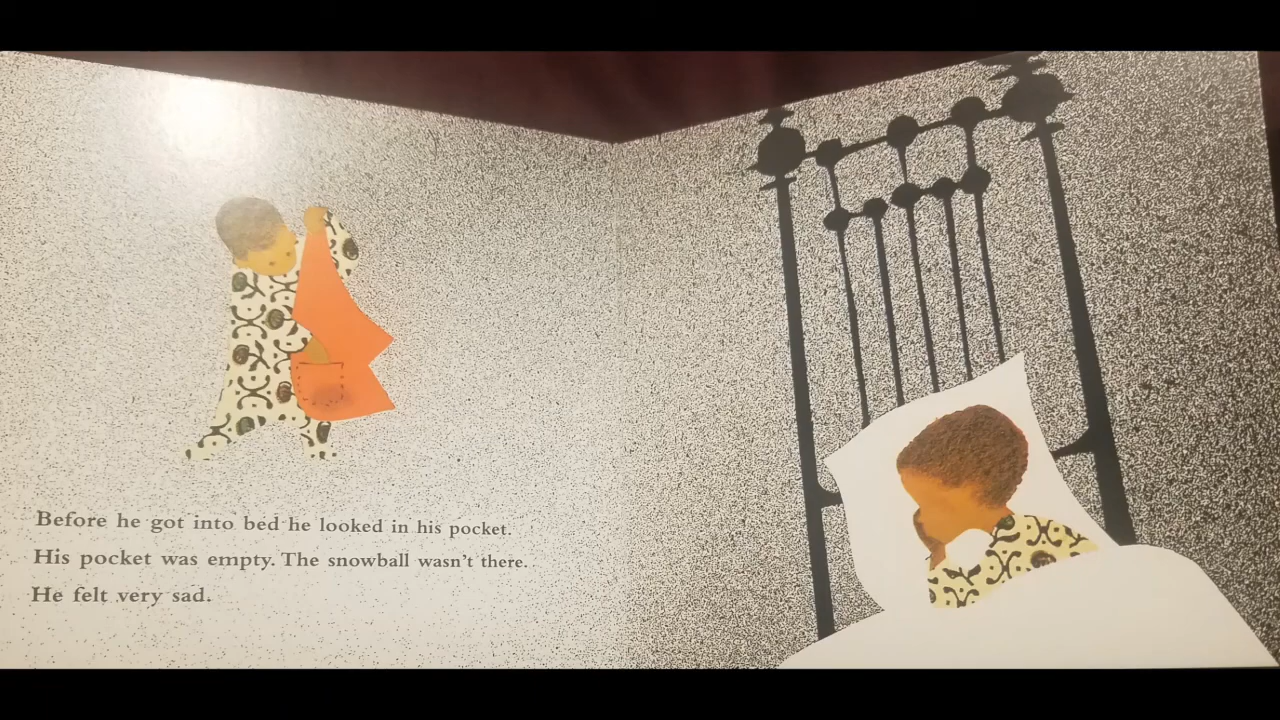 Before he got into bed he looked in his pocket.
His pocket was empty. The snowball wasn't there.
He felt very sad.